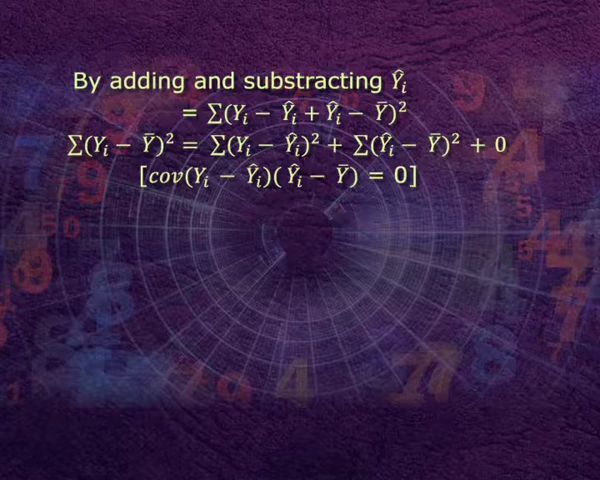 By adding and substracting Ŷᵢ
= ∑(Yᵢ − Ŷᵢ + Ŷᵢ − Ȳ)²
∑(Yᵢ − Ȳ)² = ∑(Yᵢ − Ŷᵢ)² + ∑(Ŷᵢ − Ȳ)² + 0
[cov(Yᵢ − Ŷᵢ)( Ŷᵢ − Ȳ) = 0]